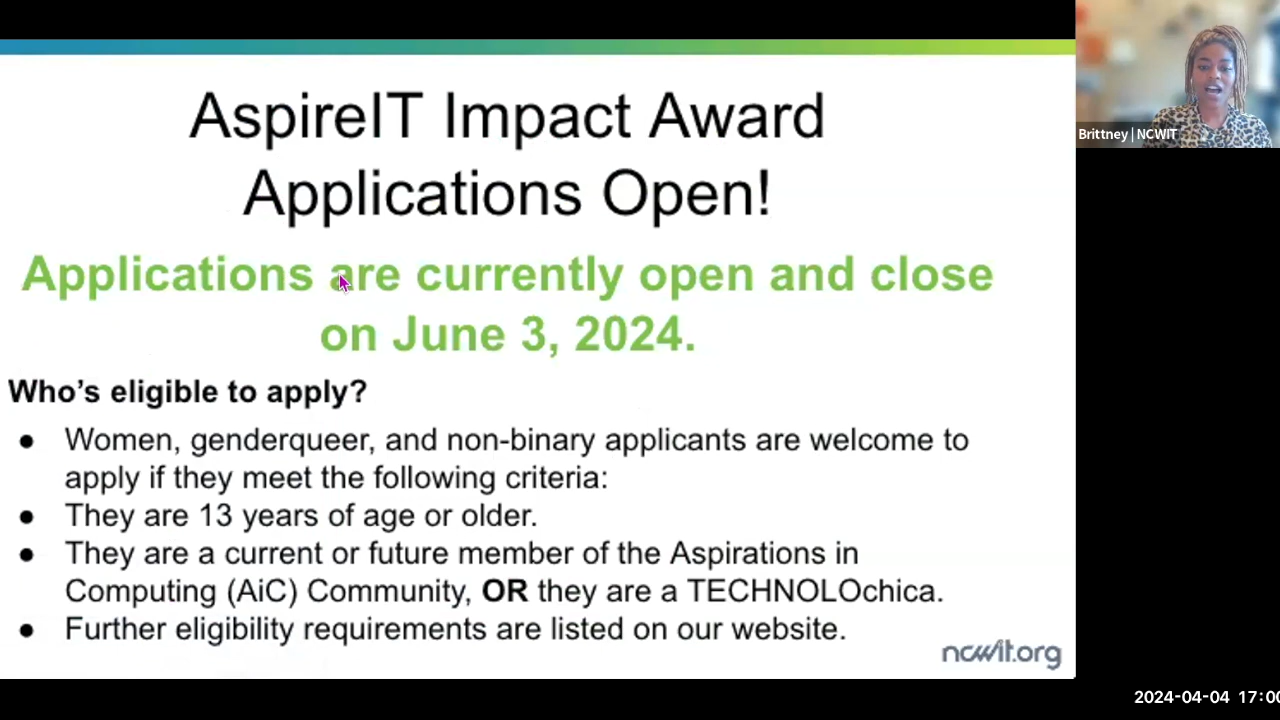 AspireIT Impact Award
Applications Open!
Applications are currently open and close
on June 3, 2024.
Who's eligible to apply?
● Women, genderqueer, and non-binary applicants are welcome to
apply if they meet the following criteria:
● They are 13 years of age or older.
● They are a current or future member of the Aspirations in
Computing (AiC) Community, OR they are a TECHNOLOchica.
● Further eligibility requirements are listed on our website.
ncwit.org
Brittney | NCWIT
2024-04-04 17:00